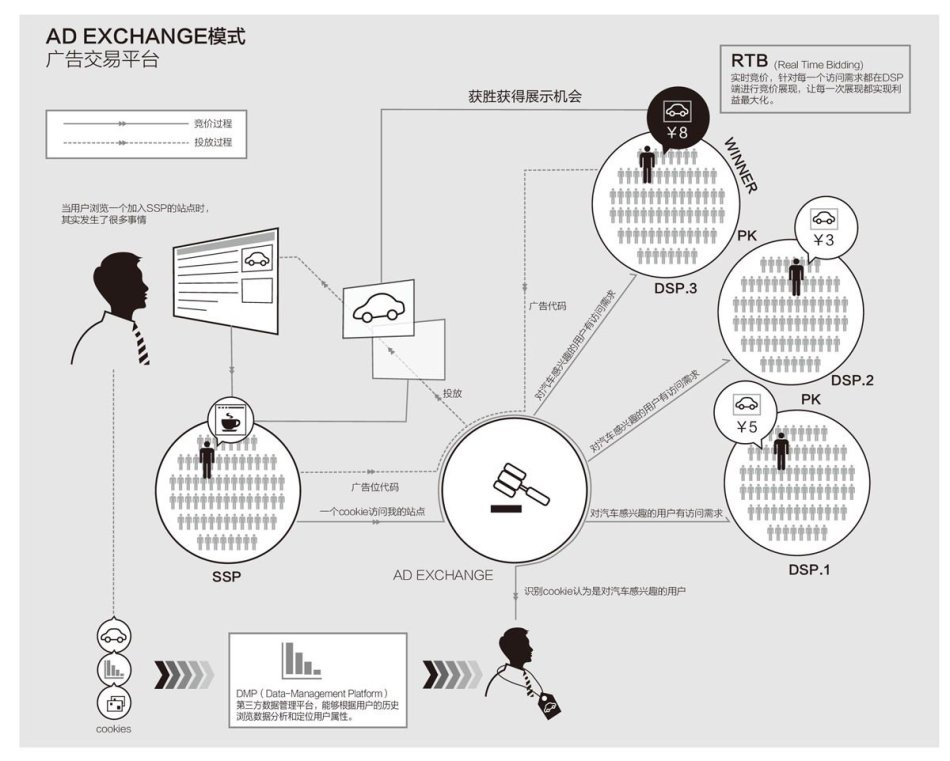 AD EXCHANGE模式
广告交易平台
RTB (Real Time Bidding)
实时竞价，针对每一个访问需求都在DSP
端进行竞价展现，让每一次展现都实现利
益最大化。
竞价过程
投放过程
获胜获得展示机会
¥8
WINNER
当用户浏览一个加入SSP的站点时，
其实发生了很多事情
PK
¥3
DSP.3
广告代码
对汽车感兴趣的用户有访问需求
DSP.2
PK
对汽车感兴趣的用户有访问需求
投放
¥5
广告位代码
一个cookie访问我的站点
对汽车感兴趣的用户有访问需求
SSP
AD EXCHANGE
DSP.1
识别cookie认为是对汽车感兴趣的用户
DMP（Data-Management Platform）
第三方数据管理平台，能够根据用户的历史
浏览数据分析和定位用户属性。
cookies